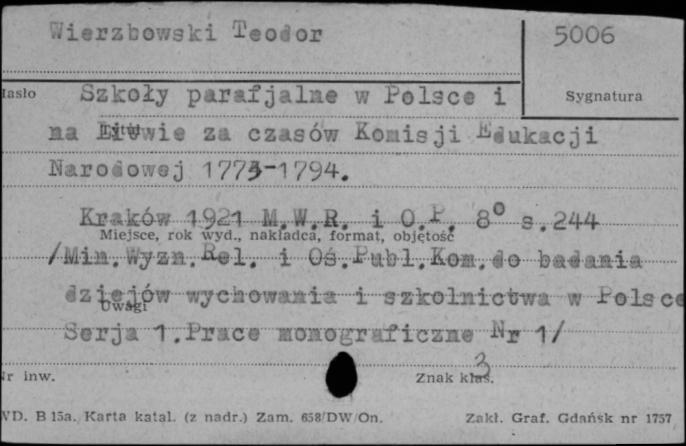 Wierzbowski Teodor
5006
Hasło
Szkoły parafjalne w Polsce i
Sygnatura
na Litwie za czasów Komisji Edukacji
Tytuł
Narodowej 1773-1794.
Kraków 1921 M.W.R. i O.P. 8° s.244
Miejsce, rok wyd., nakładca, format, objętość
/Min.Wyzn.Rel. i Oś.Publ.Kom.do badania
dziejów wychowania i szkolnictwa w Polsce
Uwagi
Serja 1.Prace monograficzne Nr 1/
3
Nr inw.
Znak klas.
WD. B 15a. Karta katal. (z nadr.) Zam. 658/DW/On.
Zakł. Graf. Gdańsk nr 1757